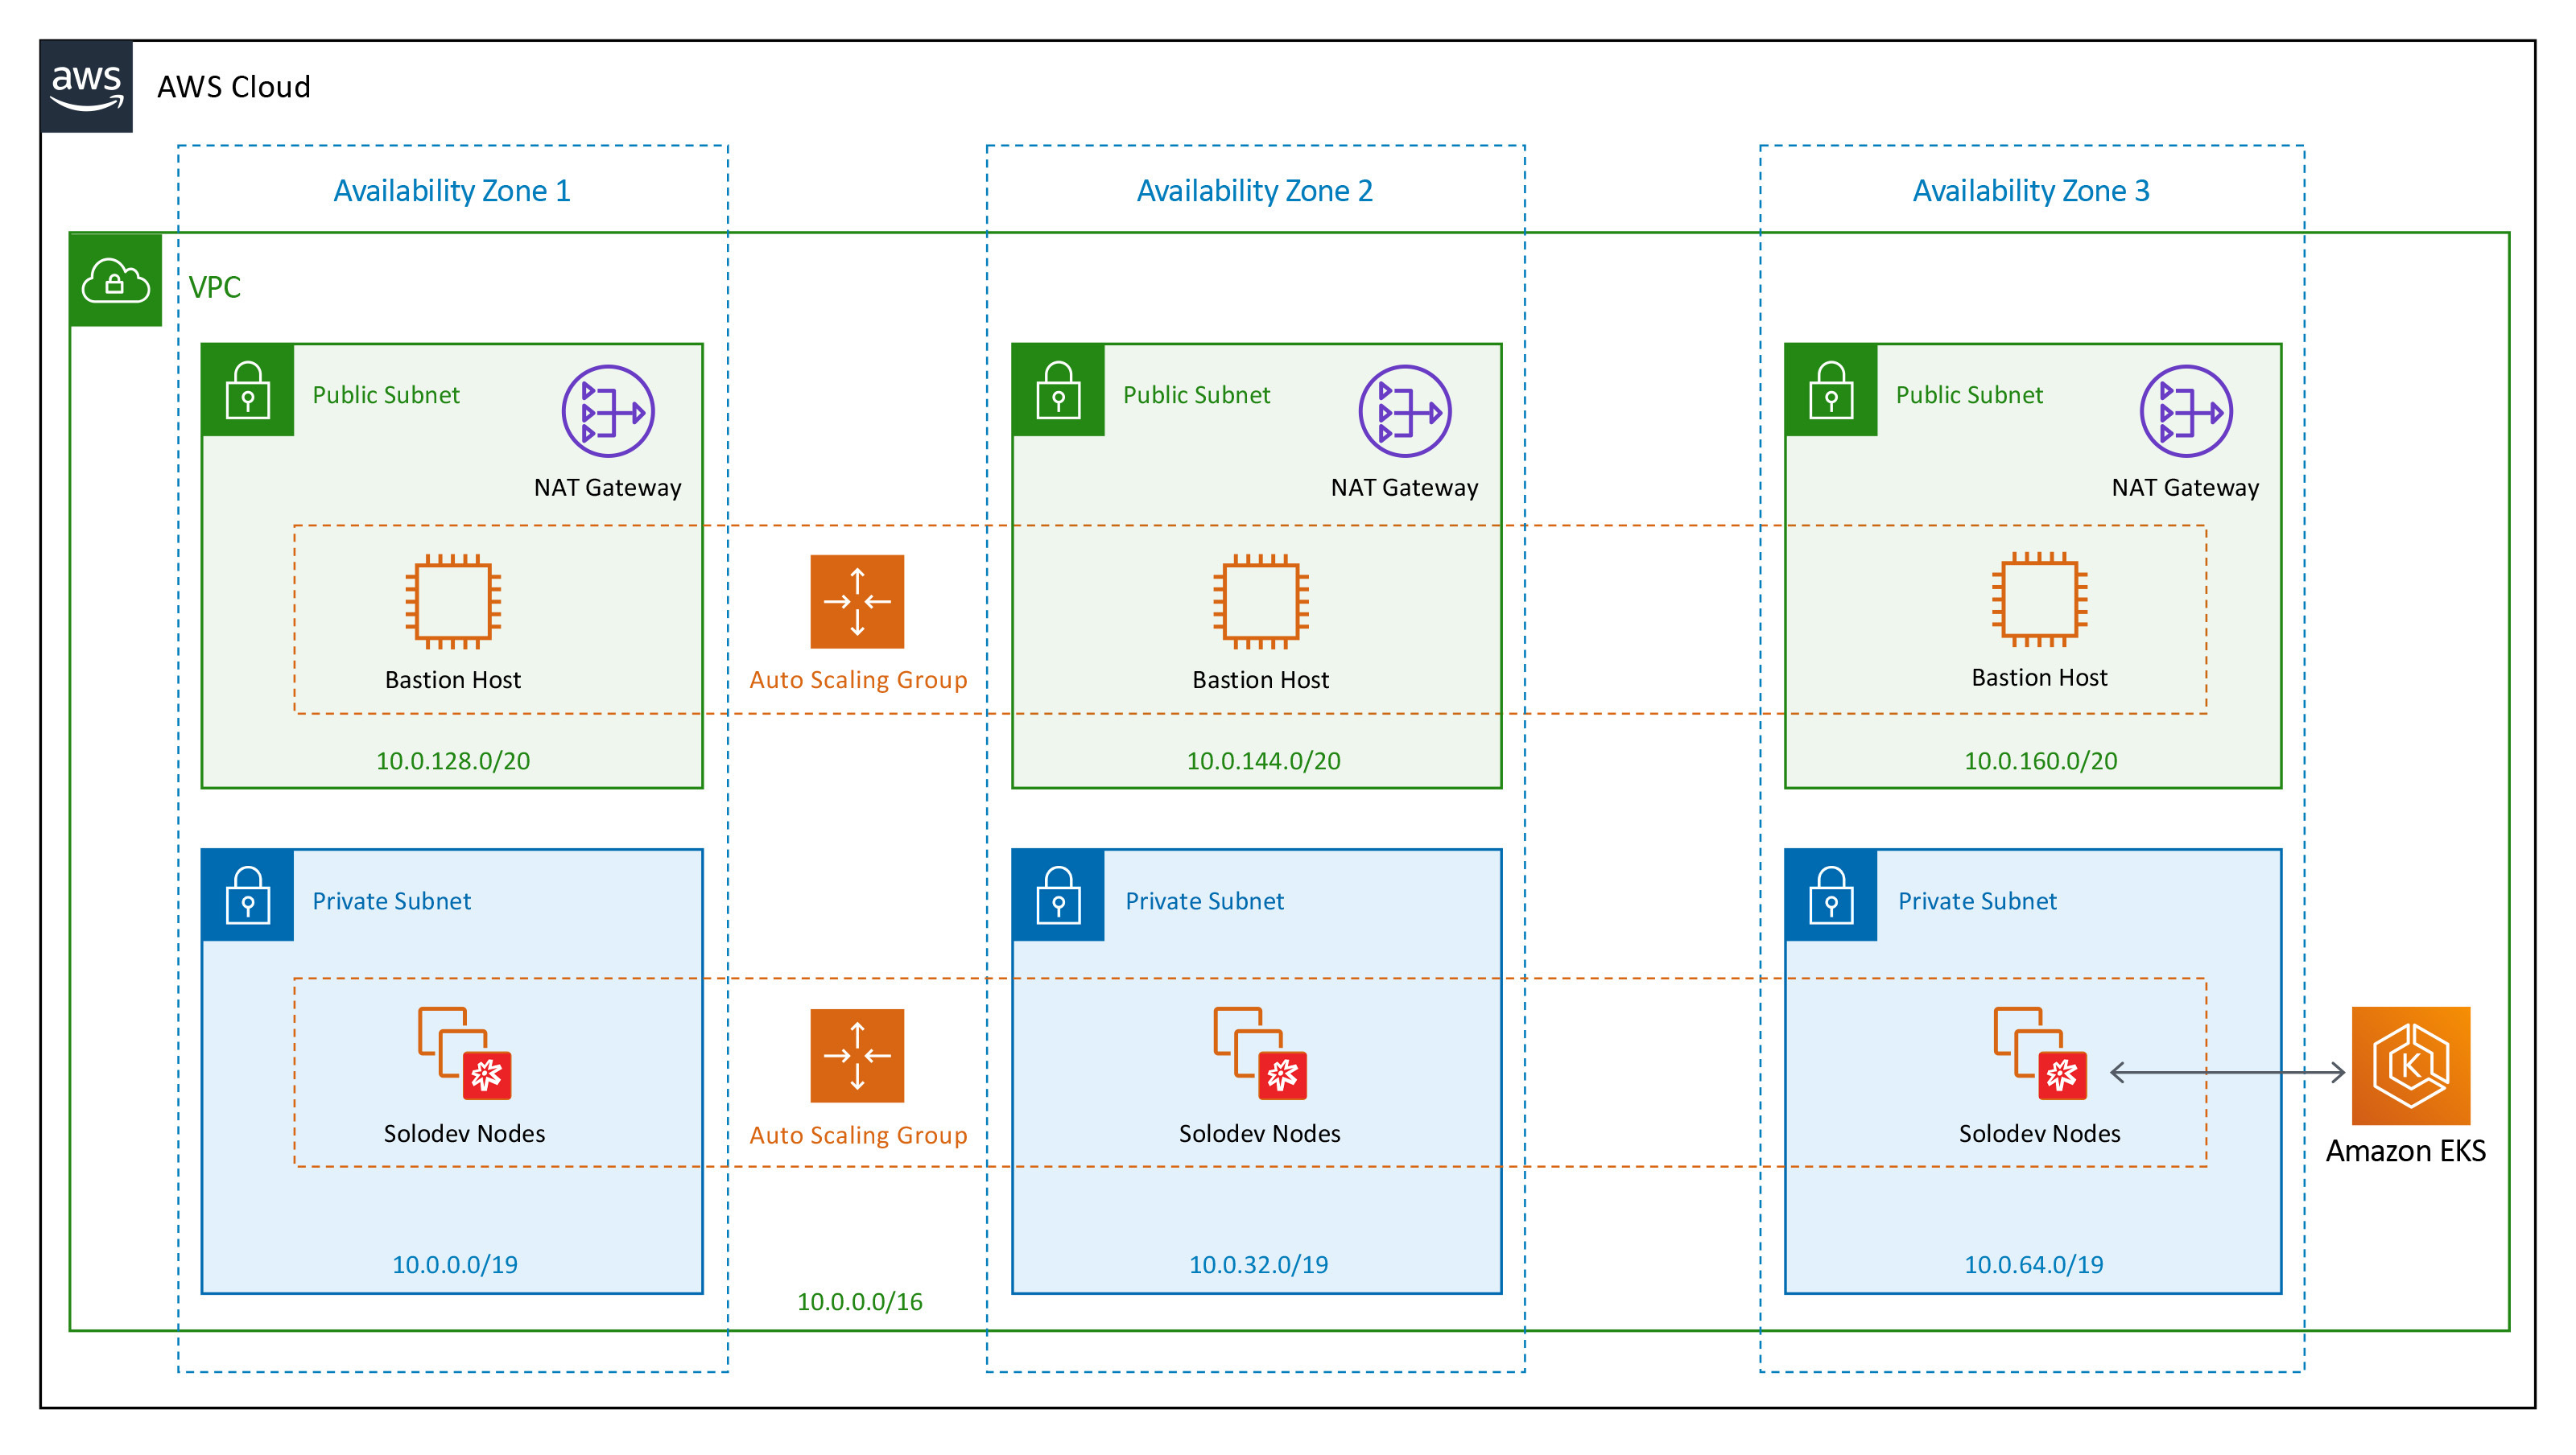 aws
AWS Cloud
Availability Zone 1
Availability Zone 2
Availability Zone 3
VPC
Public Subnet
Public Subnet
Public Subnet
NAT Gateway
NAT Gateway
NAT Gateway
Bastion Host
Auto Scaling Group
Bastion Host
Bastion Host
10.0.128.0/20
10.0.144.0/20
10.0.160.0/20
Private Subnet
Private Subnet
Private Subnet
K
Solodev Nodes
Auto Scaling Group
Solodev Nodes
Solodev Nodes
Amazon EKS
10.0.0.0/19
10.0.32.0/19
10.0.64.0/19
10.0.0.0/16